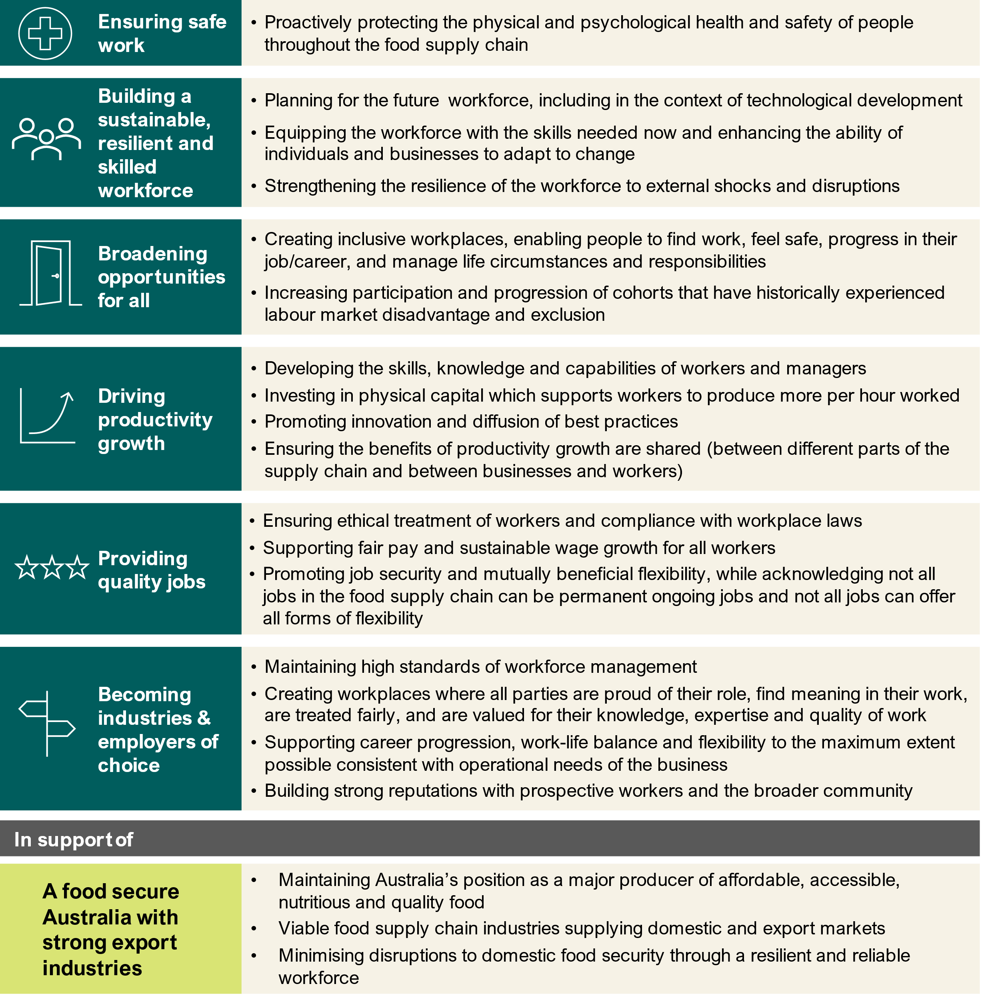 Ensuring safe
work
• Proactively protecting the physical and psychological health and safety of people
throughout the food supply chain
Building a
sustainable,
resilient and
skilled
workforce
• Planning for the future  workforce, including in the context of technological development
• Equipping the workforce with the skills needed now and enhancing the ability of
individuals and businesses to adapt to change
• Strengthening the resilience of the workforce to external shocks and disruptions
Broadening
opportunities
for all
• Creating inclusive workplaces, enabling people to find work, feel safe, progress in their
job/career, and manage life circumstances and responsibilities
• Increasing participation and progression of cohorts that have historically experienced
labour market disadvantage and exclusion
Driving
productivity
growth
• Developing the skills, knowledge and capabilities of workers and managers
• Investing in physical capital which supports workers to produce more per hour worked
• Promoting innovation and diffusion of best practices
• Ensuring the benefits of productivity growth are shared (between different parts of the
supply chain and between businesses and workers)
Providing
quality jobs
• Ensuring ethical treatment of workers and compliance with workplace laws
• Supporting fair pay and sustainable wage growth for all workers
• Promoting job security and mutually beneficial flexibility, while acknowledging not all
jobs in the food supply chain can be permanent ongoing jobs and not all jobs can offer
all forms of flexibility
Becoming
industries &
employers of
choice
• Maintaining high standards of workforce management
• Creating workplaces where all parties are proud of their role, find meaning in their work,
are treated fairly, and are valued for their knowledge, expertise and quality of work
• Supporting career progression, work-life balance and flexibility to the maximum extent
possible consistent with operational needs of the business
• Building strong reputations with prospective workers and the broader community
In support of
A food secure
Australia with
strong export
industries
• Maintaining Australia’s position as a major producer of affordable, accessible,
nutritious and quality food
• Viable food supply chain industries supplying domestic and export markets
• Minimising disruptions to domestic food security through a resilient and reliable
workforce